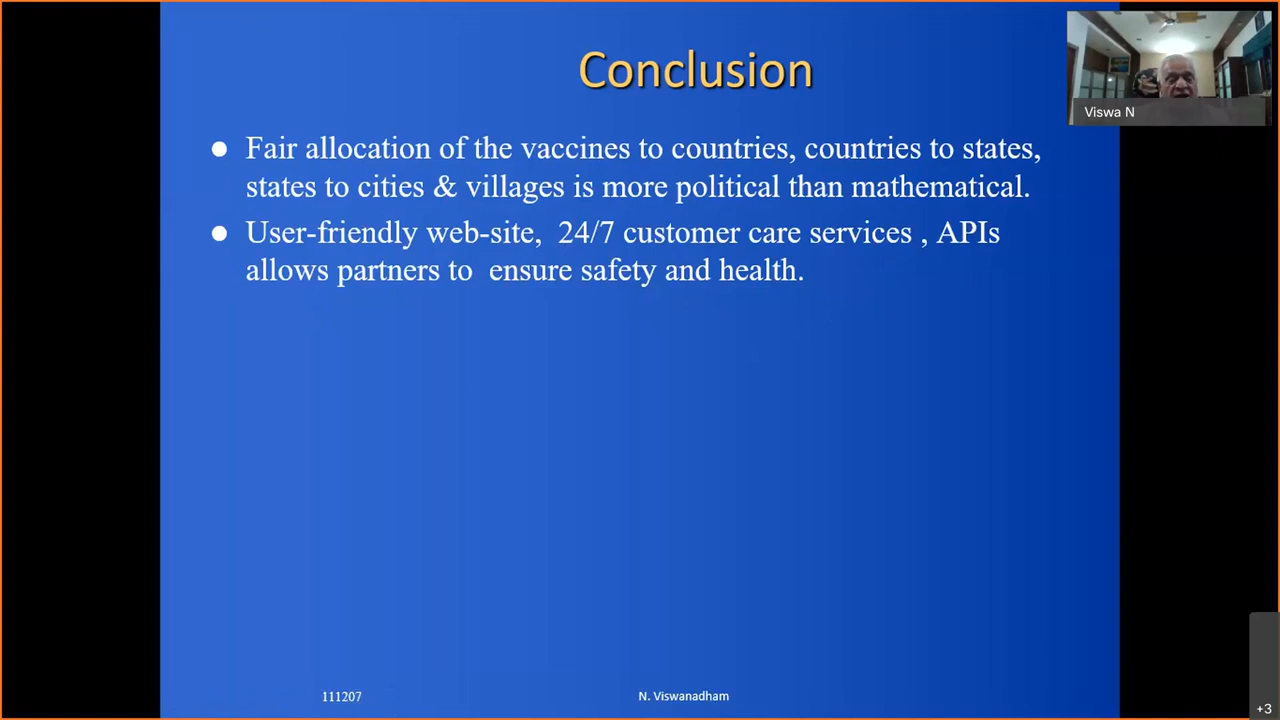 Conclusion
Viswa N
● Fair allocation of the vaccines to countries, countries to states,
states to cities & villages is more political than mathematical.
● User-friendly web-site,  24/7 customer care services , APIs
allows partners to  ensure safety and health.
111207
N. Viswanadham
+3